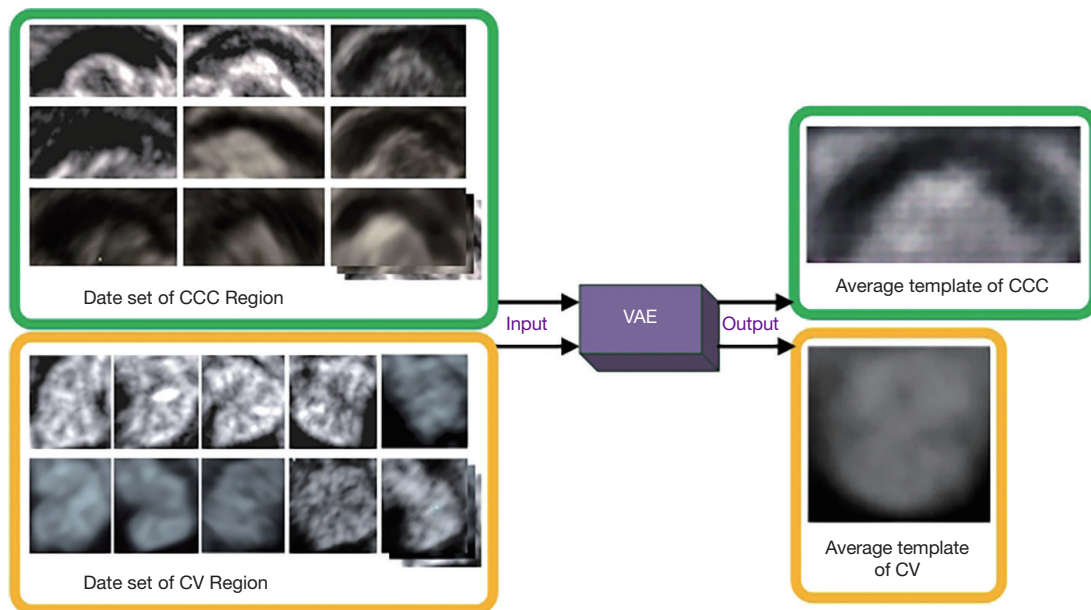 Date set of CCC Region
Input
VAE
Output
Average template of CCC
Date set of CV Region
Average template
of CV